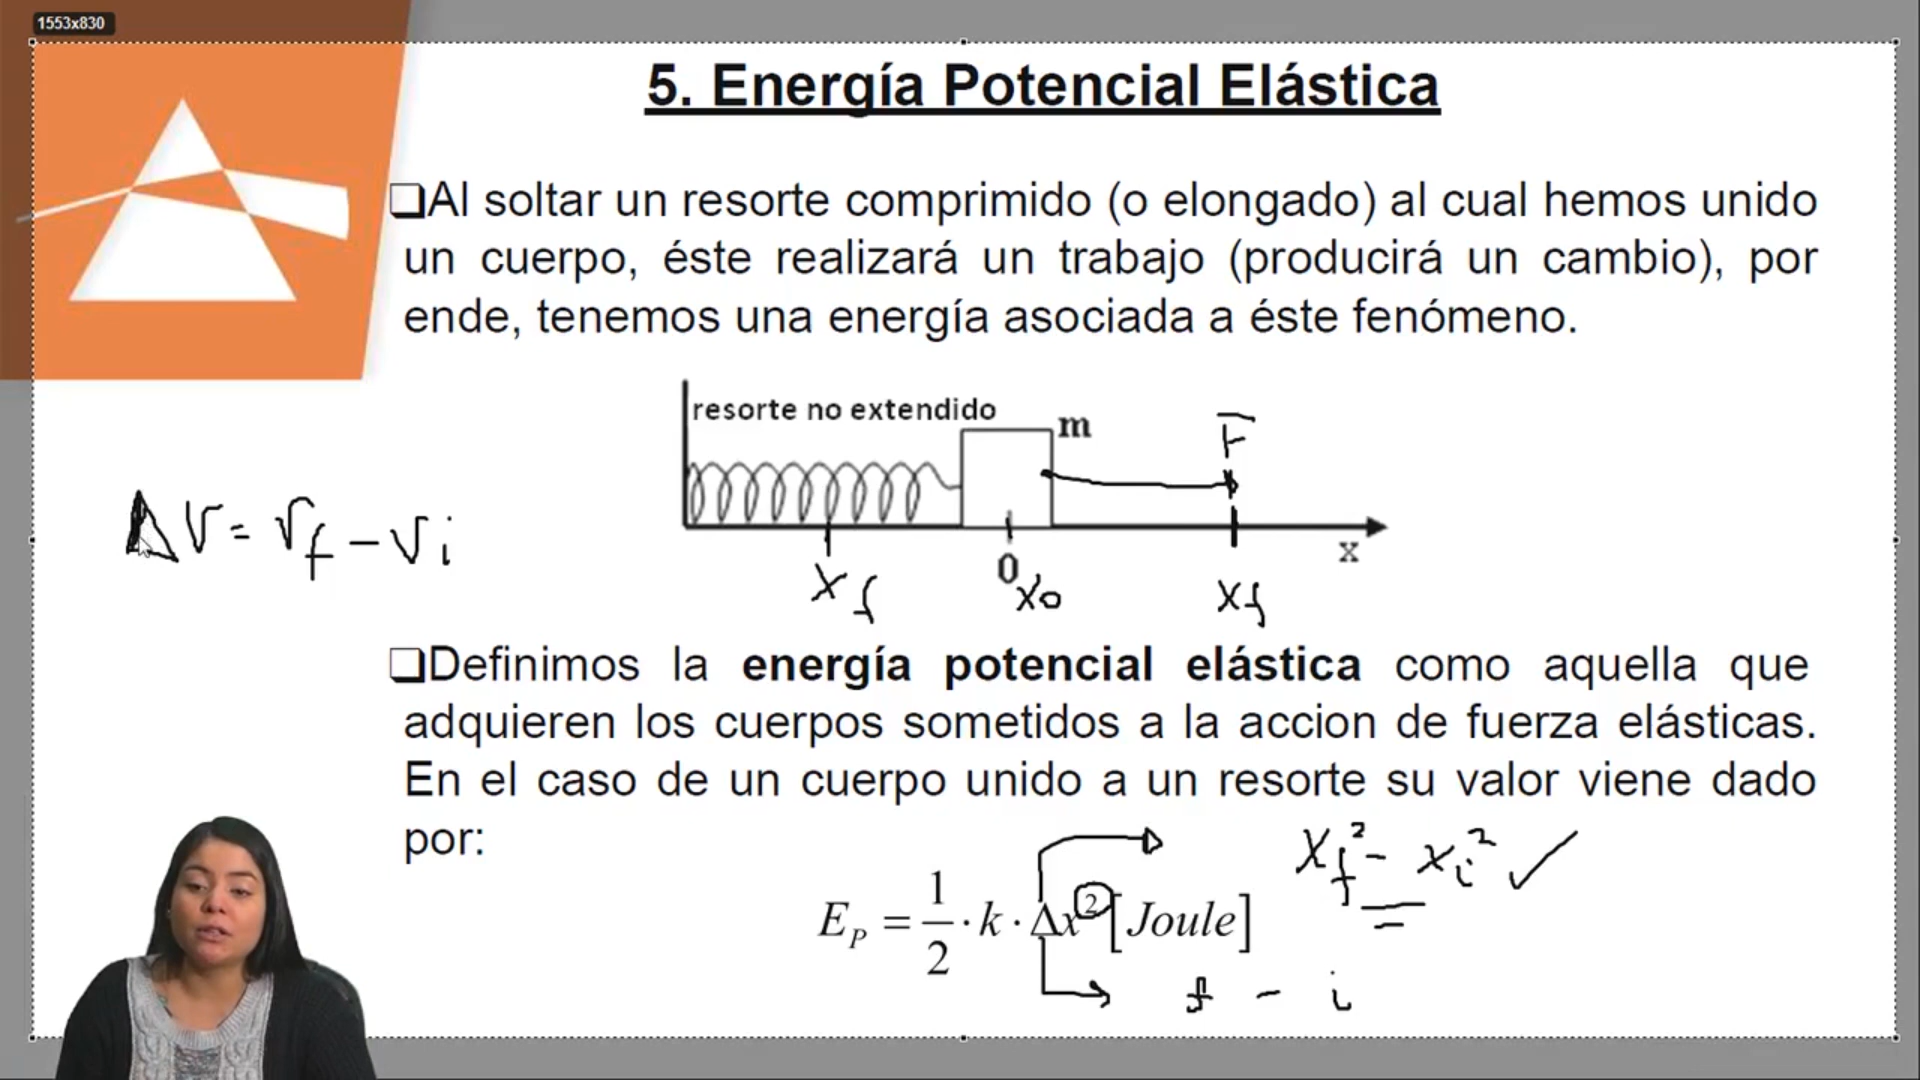 1553x830
5. Energía Potencial Elástica
❑Al soltar un resorte comprimido (o elongado) al cual hemos unido
un cuerpo, éste realizará un trabajo (producirá un cambio), por
ende, tenemos una energía asociada a éste fenómeno.
resorte no extendido
m
F
ΔV = Vf - Vi
x
0
xf
x0
xf
❑Definimos la energía potencial elástica como aquella que
adquieren los cuerpos sometidos a la accion de fuerza elásticas.
En el caso de un cuerpo unido a un resorte su valor viene dado
por:
xf² - xi² ✓
E_P = 1/2 · k · Δx² [Joule]
f - i